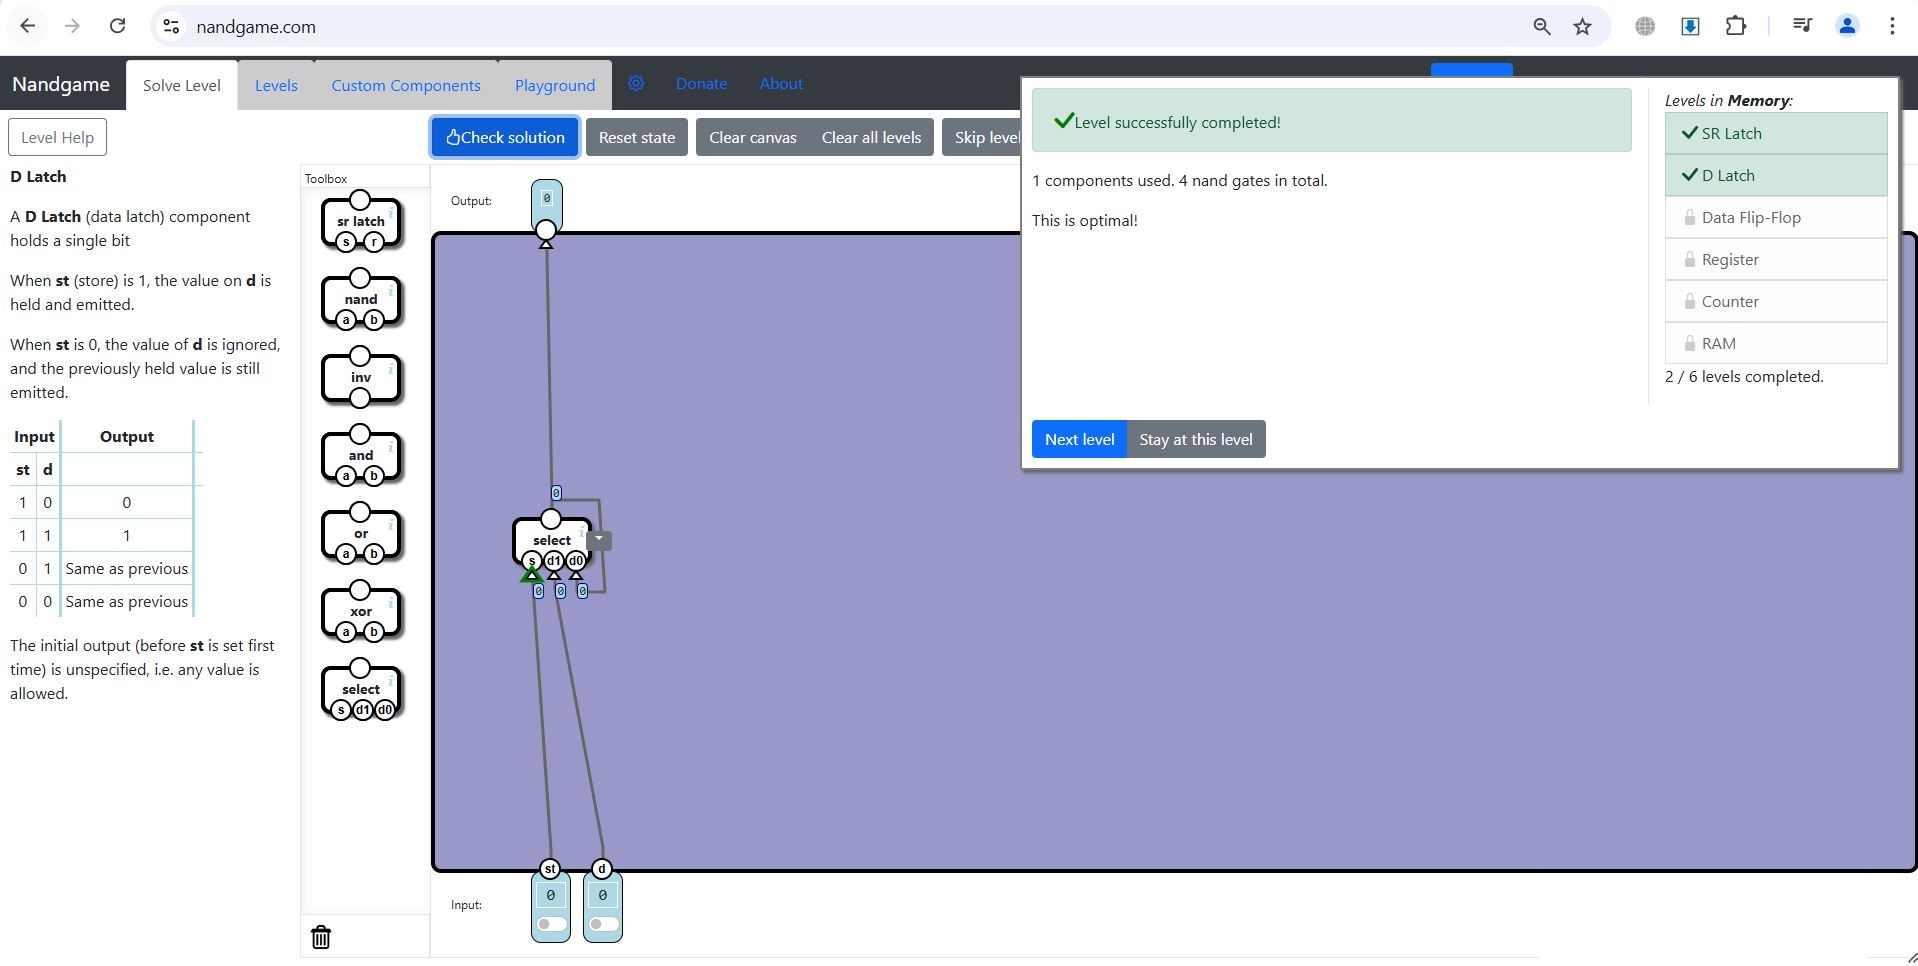 nandgame.com
Nandgame
Solve Level
Levels
Custom Components
Playground
Donate
About
Level Help
Check solution
Reset state
Clear canvas
Clear all levels
Skip level
D Latch
A D Latch (data latch) component
holds a single bit
When st (store) is 1, the value on d is
held and emitted.
When st is 0, the value of d is ignored,
and the previously held value is still
emitted.
Input Output
st d
1 0 0
1 1 1
0 1 Same as previous
0 0 Same as previous
The initial output (before st is set first
time) is unspecified, i.e. any value is
allowed.
Toolbox
sr latch
s r
nand
a b
inv
and
a b
or
a b
xor
a b
select
s d1 d0
Output:
0
0
select
s d1 d0
0 0 0
st d
Input:
0 0
Level successfully completed!
1 components used. 4 nand gates in total.
This is optimal!
Next level
Stay at this level
Levels in Memory:
SR Latch
D Latch
Data Flip-Flop
Register
Counter
RAM
2 / 6 levels completed.